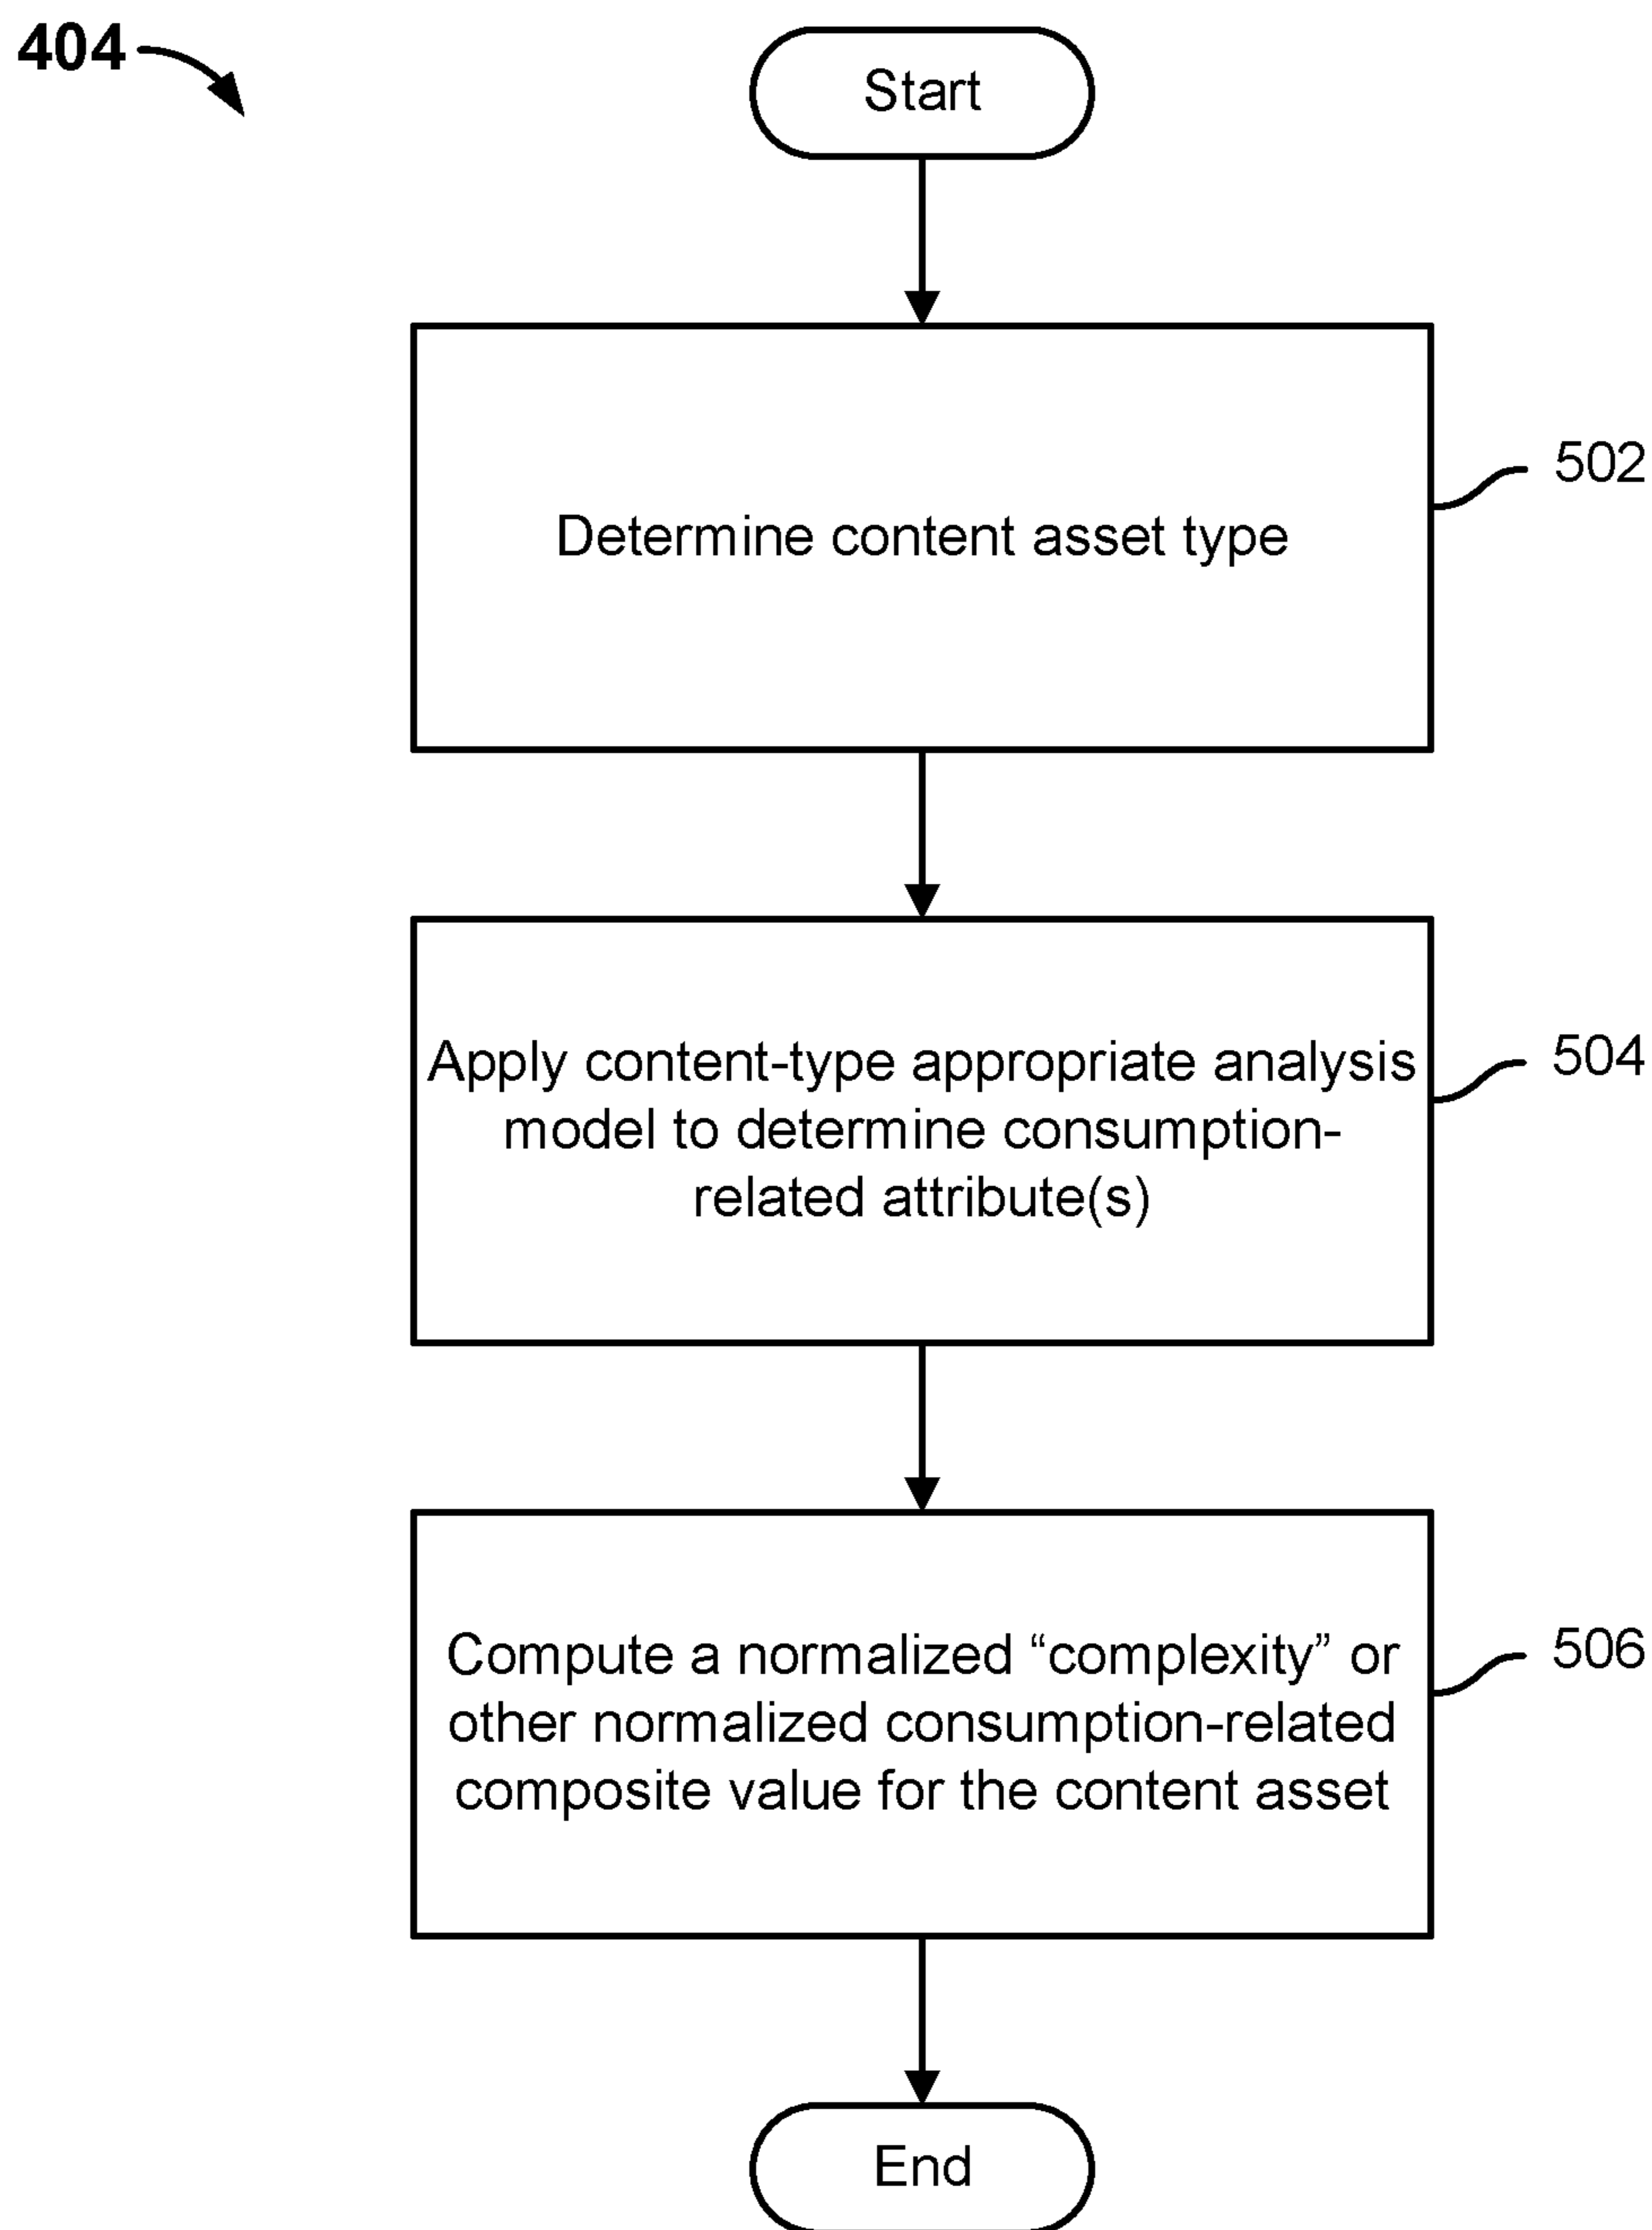 404
Start
Determine content asset type
502
Apply content-type appropriate analysis
model to determine consumption-
related attribute(s)
504
Compute a normalized “complexity” or
other normalized consumption-related
composite value for the content asset
506
End